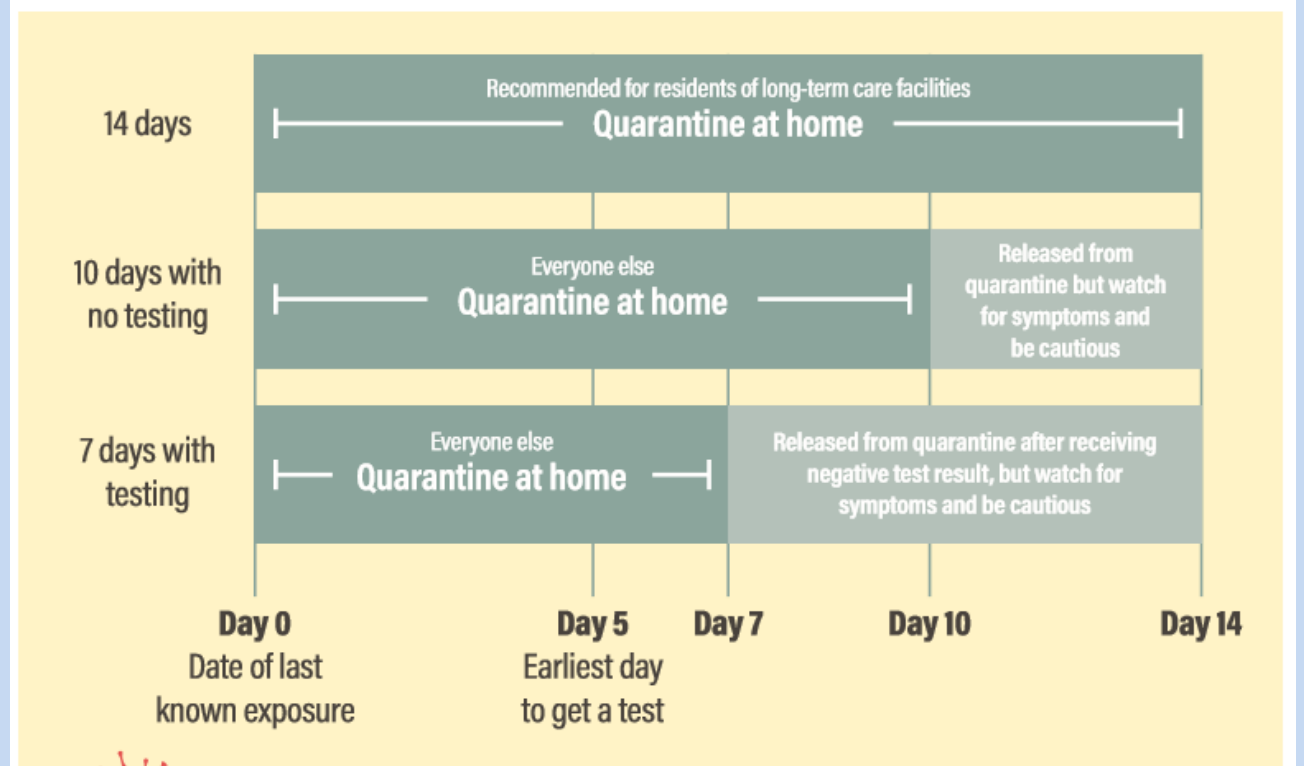 Recommended for residents of long-term care facilities
14 days
Quarantine at home
Everyone else
10 days with
no testing
Quarantine at home
Released from
quarantine but watch
for symptoms and
be cautious
Everyone else
7 days with
testing
Quarantine at home
Released from quarantine after receiving
negative test result, but watch for
symptoms and be cautious
Day 0
Date of last
known exposure
Day 5
Earliest day
to get a test
Day 7
Day 10
Day 14